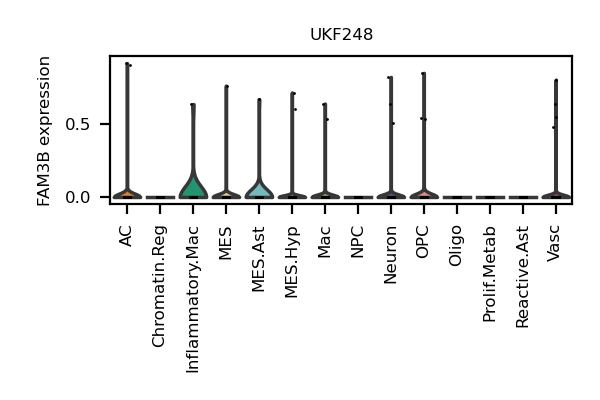 UKF248
FAM3B expression
0.5
0.0
AC
Chromatin.Reg
Inflammatory.Mac
MES
MES.Ast
MES.Hyp
Mac
NPC
Neuron
OPC
Oligo
Prolif.Metab
Reactive.Ast
Vasc